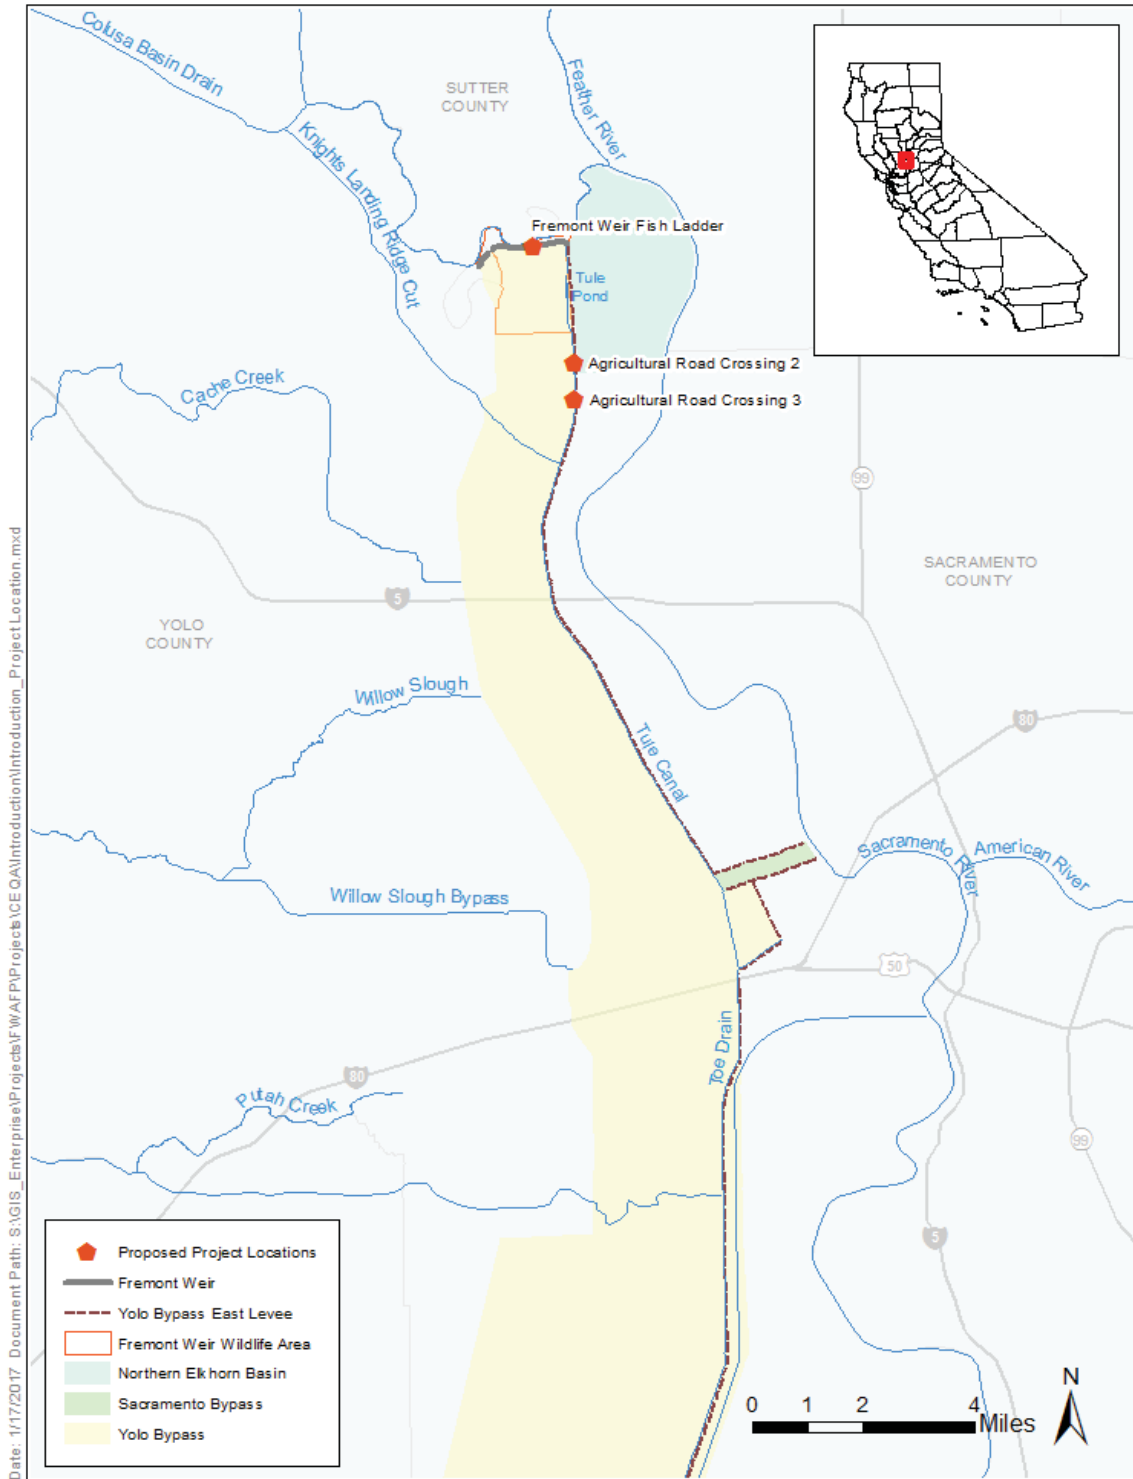 Colusa Basin Drain
SUTTER
COUNTY
Feather River
Knights Landing Ridge Cut
Fremont Weir Fish Ladder
Tule
Pond
Agricultural Road Crossing 2
Agricultural Road Crossing 3
Cache Creek
99
SACRAMENTO
COUNTY
5
YOLO
COUNTY
Willow Slough
80
Tule Canal
Sacramento River
American River
Willow Slough Bypass
50
Toe Drain
80
Putah Creek
99
5
Proposed Project Locations
Fremont Weir
Yolo Bypass East Levee
Fremont Weir Wildlife Area
Northern Elkhorn Basin
Sacramento Bypass
Yolo Bypass
0 1 2 4
Miles
N
Date: 1/17/2017 Document Path: S:\GIS_Enterprise\Projects\FWAFP\Projects\CEQA\Introduction\Introduction_Project Location.mxd